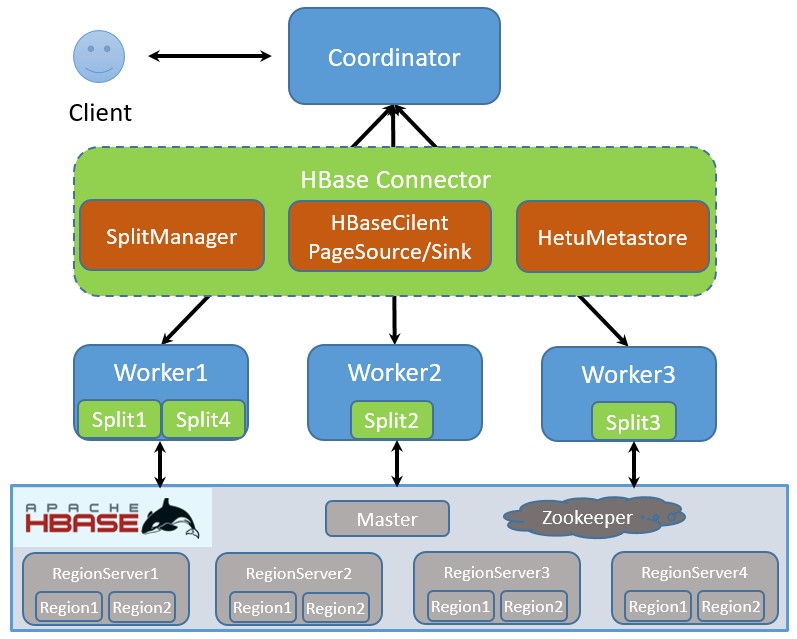 Client
Coordinator
HBase Connector
SplitManager
HBaseCilent
PageSource/Sink
HetuMetastore
Worker1
Split1
Split4
Worker2
Split2
Worker3
Split3
APACHE
HBASE
Master
Zookeeper
RegionServer1
Region1
Region2
RegionServer2
Region1
Region2
RegionServer3
Region1
Region2
RegionServer4
Region1
Region2